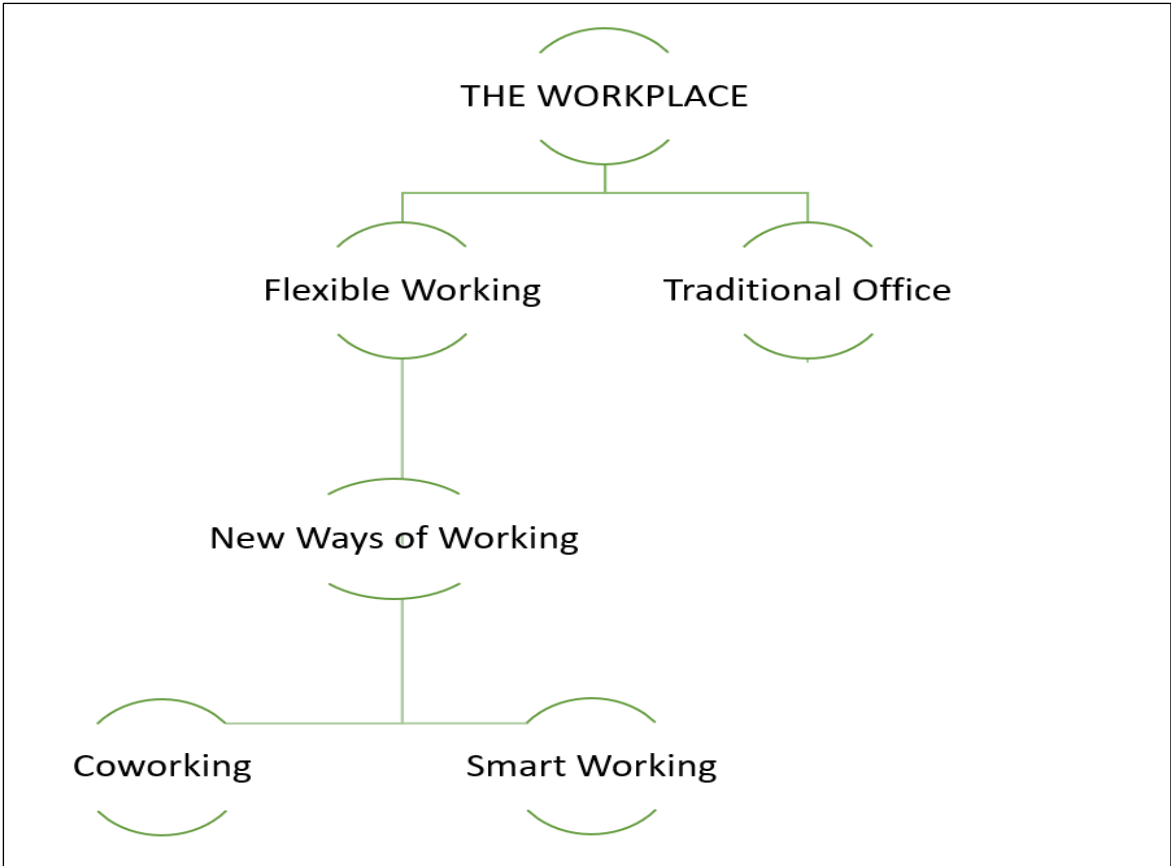 THE WORKPLACE
Flexible Working
Traditional Office
New Ways of Working
Coworking
Smart Working